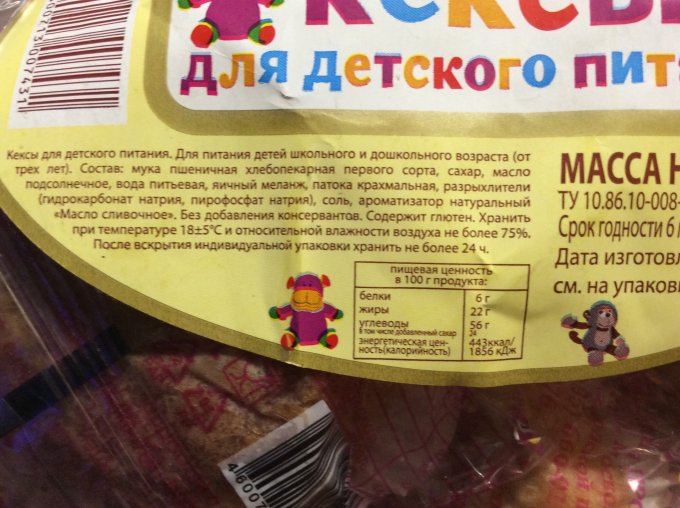 кексы
для детского пит
Кексы для детского питания. Для питания детей школьного и дошкольного возраста (от
трех лет). Состав: мука пшеничная хлебопекарная первого сорта, сахар, масло
подсолнечное, вода питьевая, яичный меланж, патока крахмальная, разрыхлители
(гидрокарбонат натрия, пирофосфат натрия), соль, ароматизатор натуральный
«Масло сливочное». Без добавления консервантов. Содержит глютен. Хранить
при температуре 18±5°С и относительной влажности воздуха не более 75%.
После вскрытия индивидуальной упаковки хранить не более 24 ч.
МАССА Н
ТУ 10.86.10-008-
Срок годности 6
Дата изготовл
см. на упаков
пищевая ценность
в 100 г продукта:
белки 6 г
жиры 22 г
углеводы 56 г
в том числе добавленный сахар 24
энергетическая цен- 443ккал/
ность(калорийность) 1856 кДж
4 6007